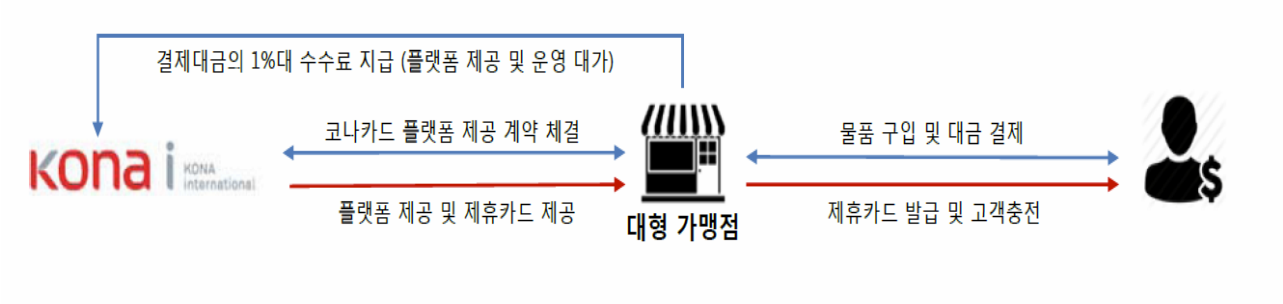 결제대금의 1%대 수수료 지급 (플랫폼 제공 및 운영 대가)
코나카드 플랫폼 제공 계약 체결
물품 구입 및 대금 결제
kona i KONA
international
플랫폼 제공 및 제휴카드 제공
대형 가맹점
제휴카드 발급 및 고객충전
$